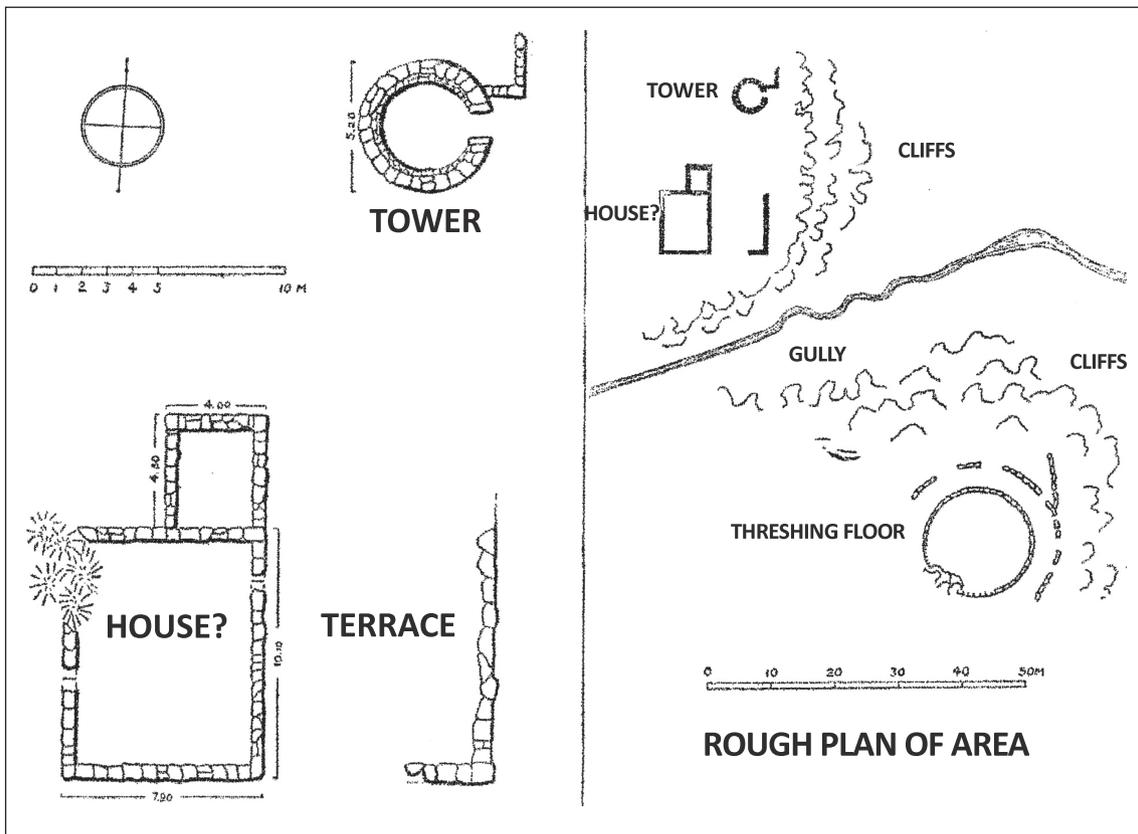 5.20
TOWER
0 1 2 3 4 5 10 M
4.00
4.80
HOUSE?
TERRACE
10.10
7.90
TOWER
CLIFFS
HOUSE?
GULLY
CLIFFS
THRESHING FLOOR
0 10 20 30 40 50M
ROUGH PLAN OF AREA